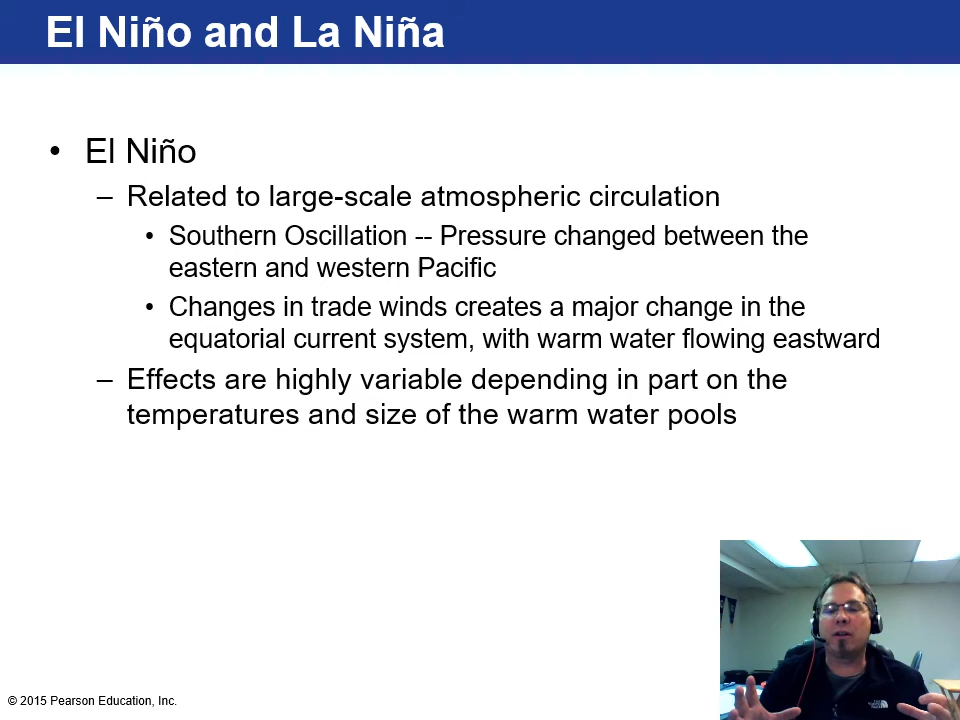 El Niño and La Niña
• El Niño
– Related to large-scale atmospheric circulation
• Southern Oscillation -- Pressure changed between the
eastern and western Pacific
• Changes in trade winds creates a major change in the
equatorial current system, with warm water flowing eastward
– Effects are highly variable depending in part on the
temperatures and size of the warm water pools
© 2015 Pearson Education, Inc.